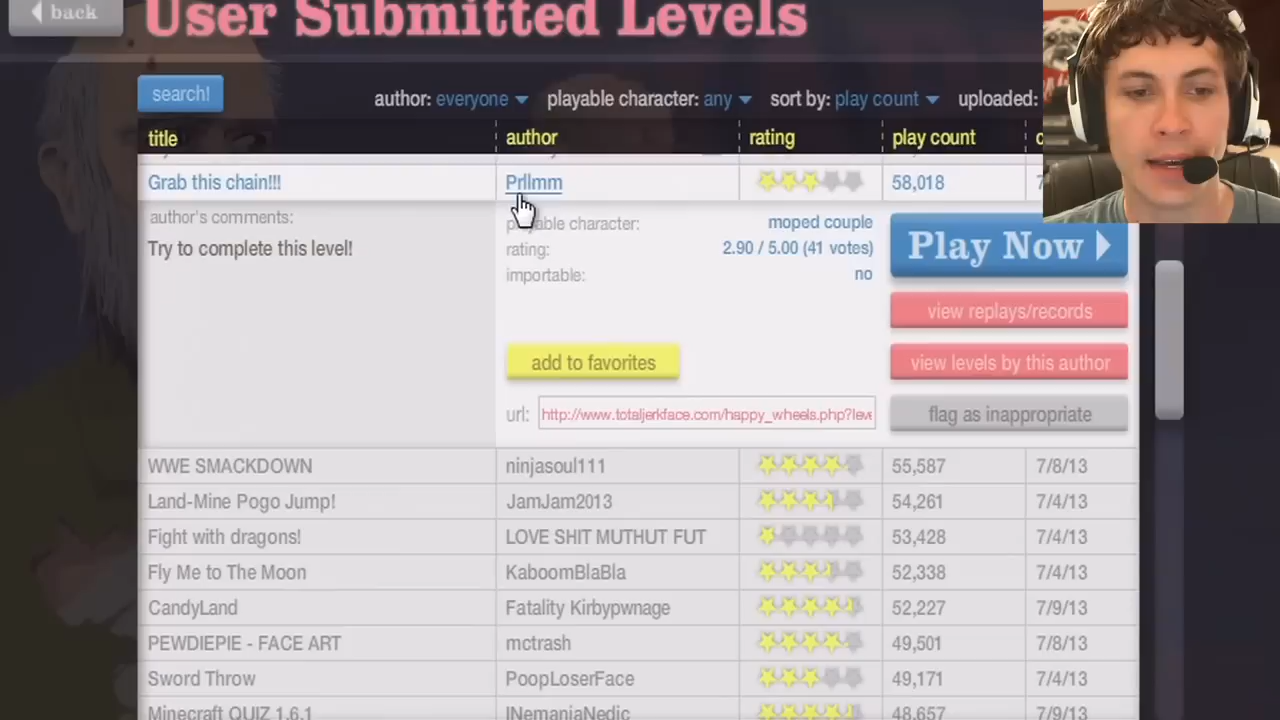 back
User Submitted Levels
search!
author: everyone playable character: any sort by: play count uploaded:
title author rating play count
Grab this chain!!! Prllmm 58,018
author's comments:
Try to complete this level!
playable character: moped couple
rating: 2.90 / 5.00 (41 votes)
importable: no
Play Now
view replays/records
add to favorites
view levels by this author
url: http://www.totaljerkface.com/happy_wheels.php?leve
flag as inappropriate
WWE SMACKDOWN ninjasoul111 55,587 7/8/13
Land-Mine Pogo Jump! JamJam2013 54,261 7/4/13
Fight with dragons! LOVE SHIT MUTHUT FUT 53,428 7/4/13
Fly Me to The Moon KaboomBlaBla 52,338 7/4/13
CandyLand Fatality Kirbypwnage 52,227 7/9/13
PEWDIEPIE - FACE ART mctrash 49,501 7/8/13
Sword Throw PoopLoserFace 49,171 7/4/13
Minecraft QUIZ 1.6.1 INemaniaNedic 48,657 7/9/13